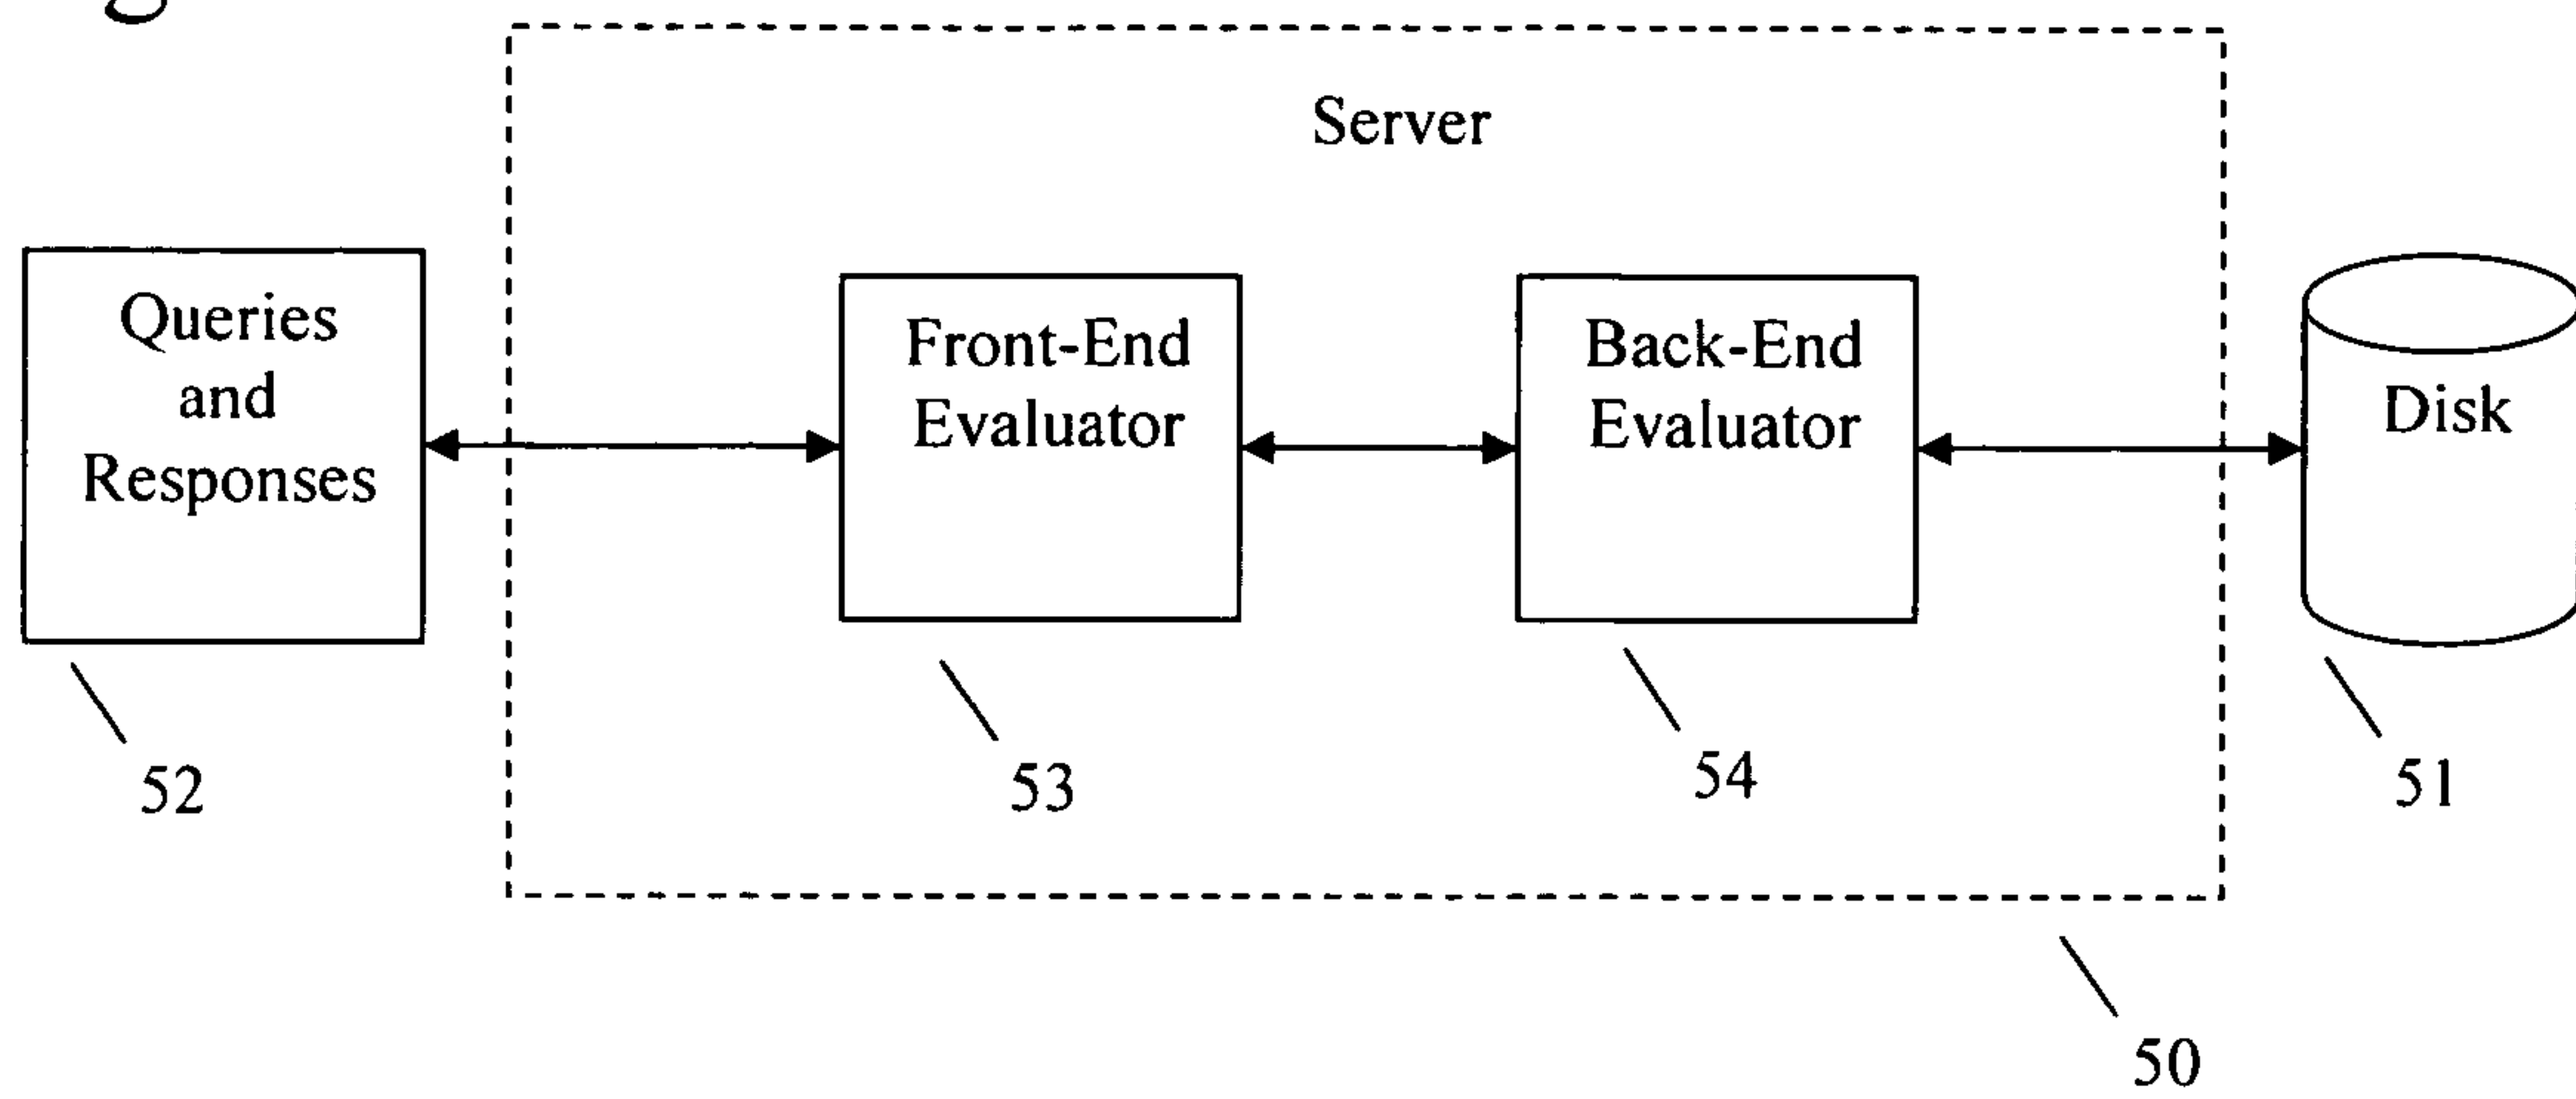 Server
Queries
and
Responses
Front-End
Evaluator
Back-End
Evaluator
Disk
52
53
54
51
50